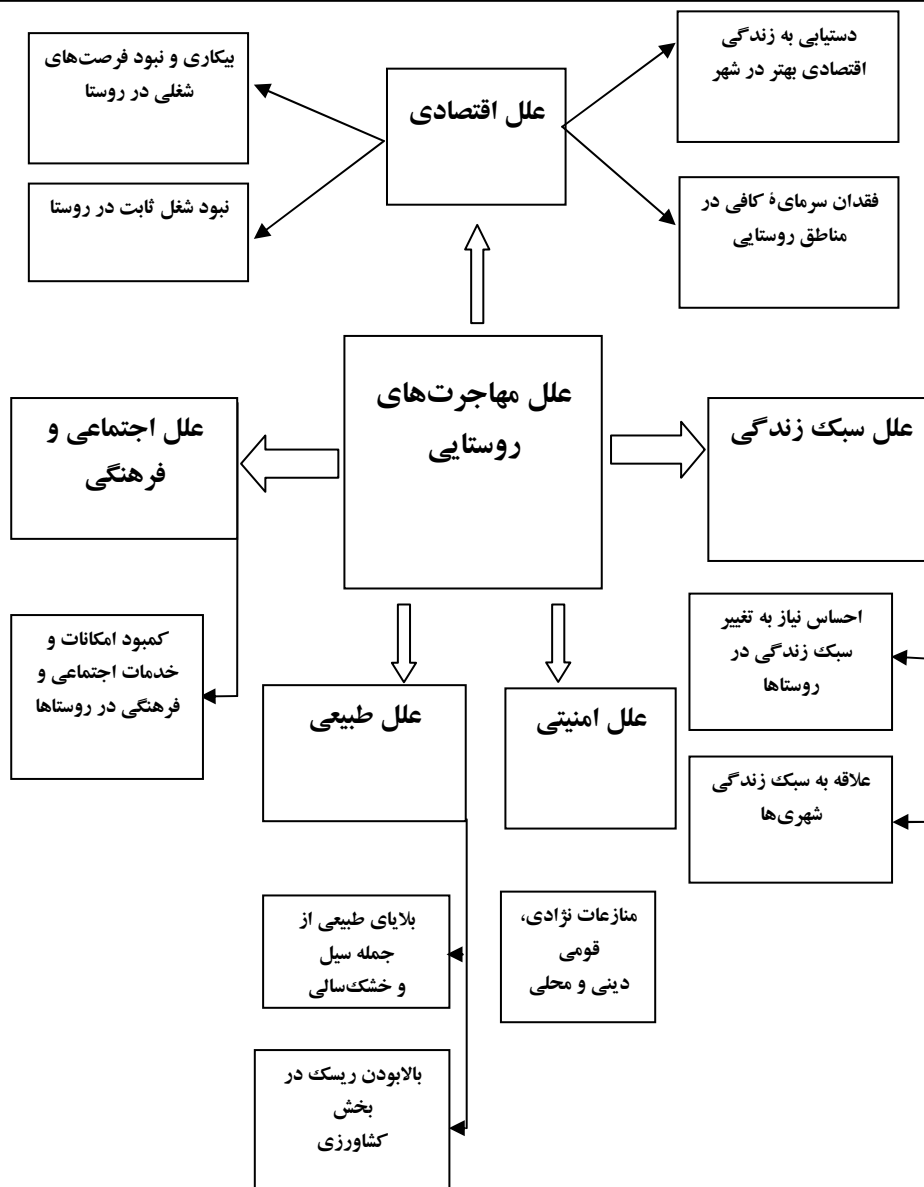 دستیابی به زندگی
اقتصادی بهتر در شهر
علل اقتصادی
بیکاری و نبود فرصت‌های
شغلی در روستا
فقدان سرمایهٔ کافی در
مناطق روستایی
نبود شغل ثابت در روستا
علل مهاجرت‌های
روستایی
علل سبک زندگی
علل اجتماعی و
فرهنگی
احساس نیاز به تغییر
سبک زندگی در
روستاها
کمبود امکانات و
خدمات اجتماعی و
فرهنگی در روستاها
علل امنیتی
علل طبیعی
علاقه به سبک زندگی
شهری‌ها
منازعات نژادی،
قومی
دینی و محلی
بلایای طبیعی از
جمله سیل
و خشک‌سالی
بالابودن ریسک در
بخش
کشاورزی